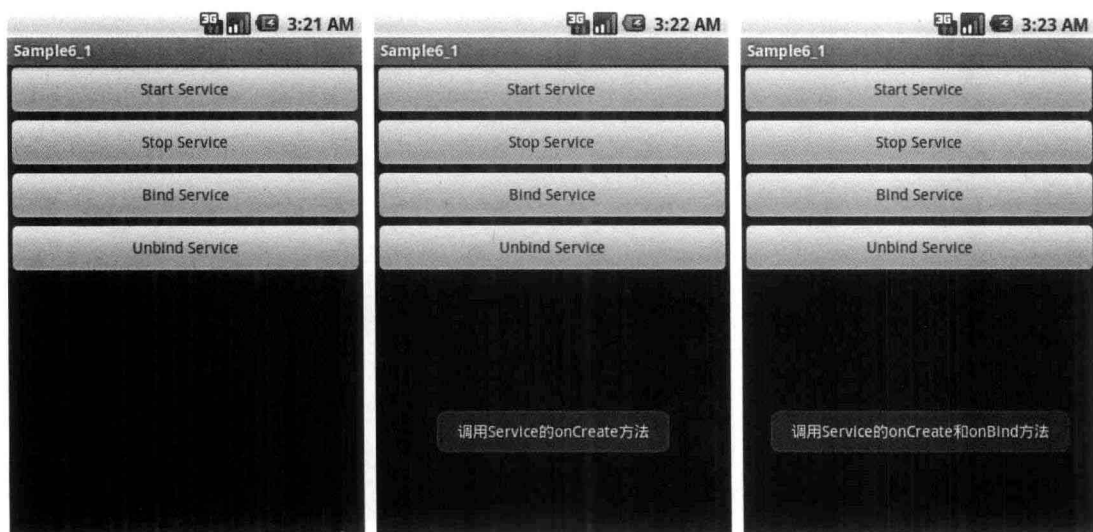 3G 3:21 AM
Sample6_1
Start Service
Stop Service
Bind Service
Unbind Service
3G 3:22 AM
Sample6_1
Start Service
Stop Service
Bind Service
Unbind Service
调用Service的onCreate方法
3G 3:23 AM
Sample6_1
Start Service
Stop Service
Bind Service
Unbind Service
调用Service的onCreate和onBind方法